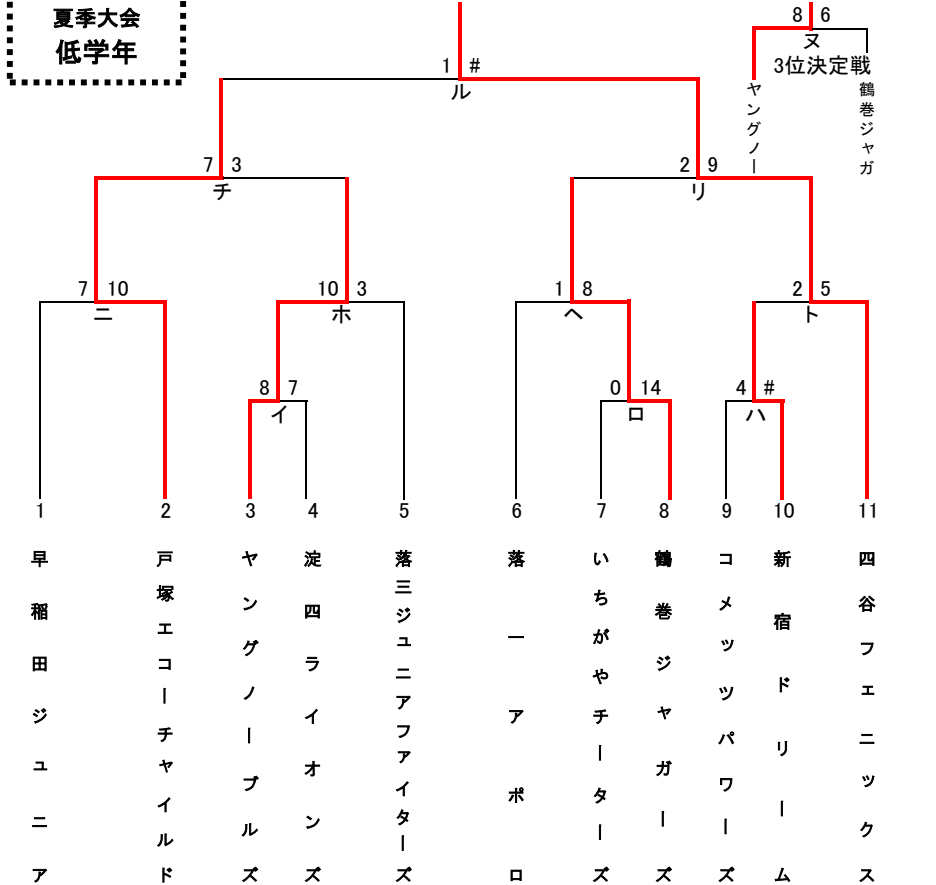 夏季大会
低学年
8 6
ヌ
3位決定戦
ヤングノー
鶴巻ジャガ
1 #
ル
7 3
チ
2 9
リ
7 10
ニ
10 3
ホ
1 8
ヘ
2 5
ト
8 7
イ
0 14
ロ
4 #
ハ
1 2 3 4 5 6 7 8 9 10 11
早稲田ジュニア
戸塚エコーチャイルド
ヤングノーブルズ
淀四ライオンズ
落三ジュニアファイターズ
落一アポロ
いちがやチーターズ
鶴巻ジャガーズ
コメッツパワーズ
新宿ドリーム
四谷フェニックス